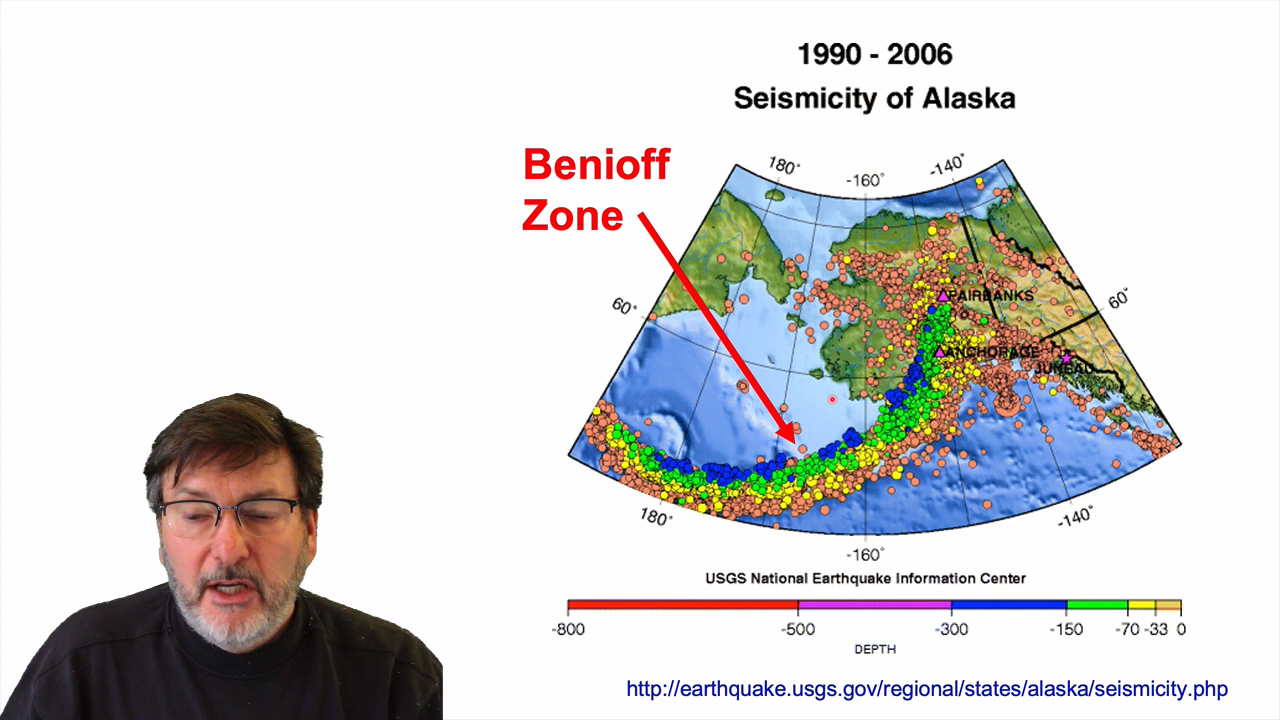 1990 - 2006
Seismicity of Alaska
Benioff
Zone
180°
-160°
-140°
60°
60°
FAIRBANKS
ANCHORAGE
JUNEAU
180°
-160°
-140°
USGS National Earthquake Information Center
-800 -500 -300 -150 -70 -33 0
DEPTH
http://earthquake.usgs.gov/regional/states/alaska/seismicity.php